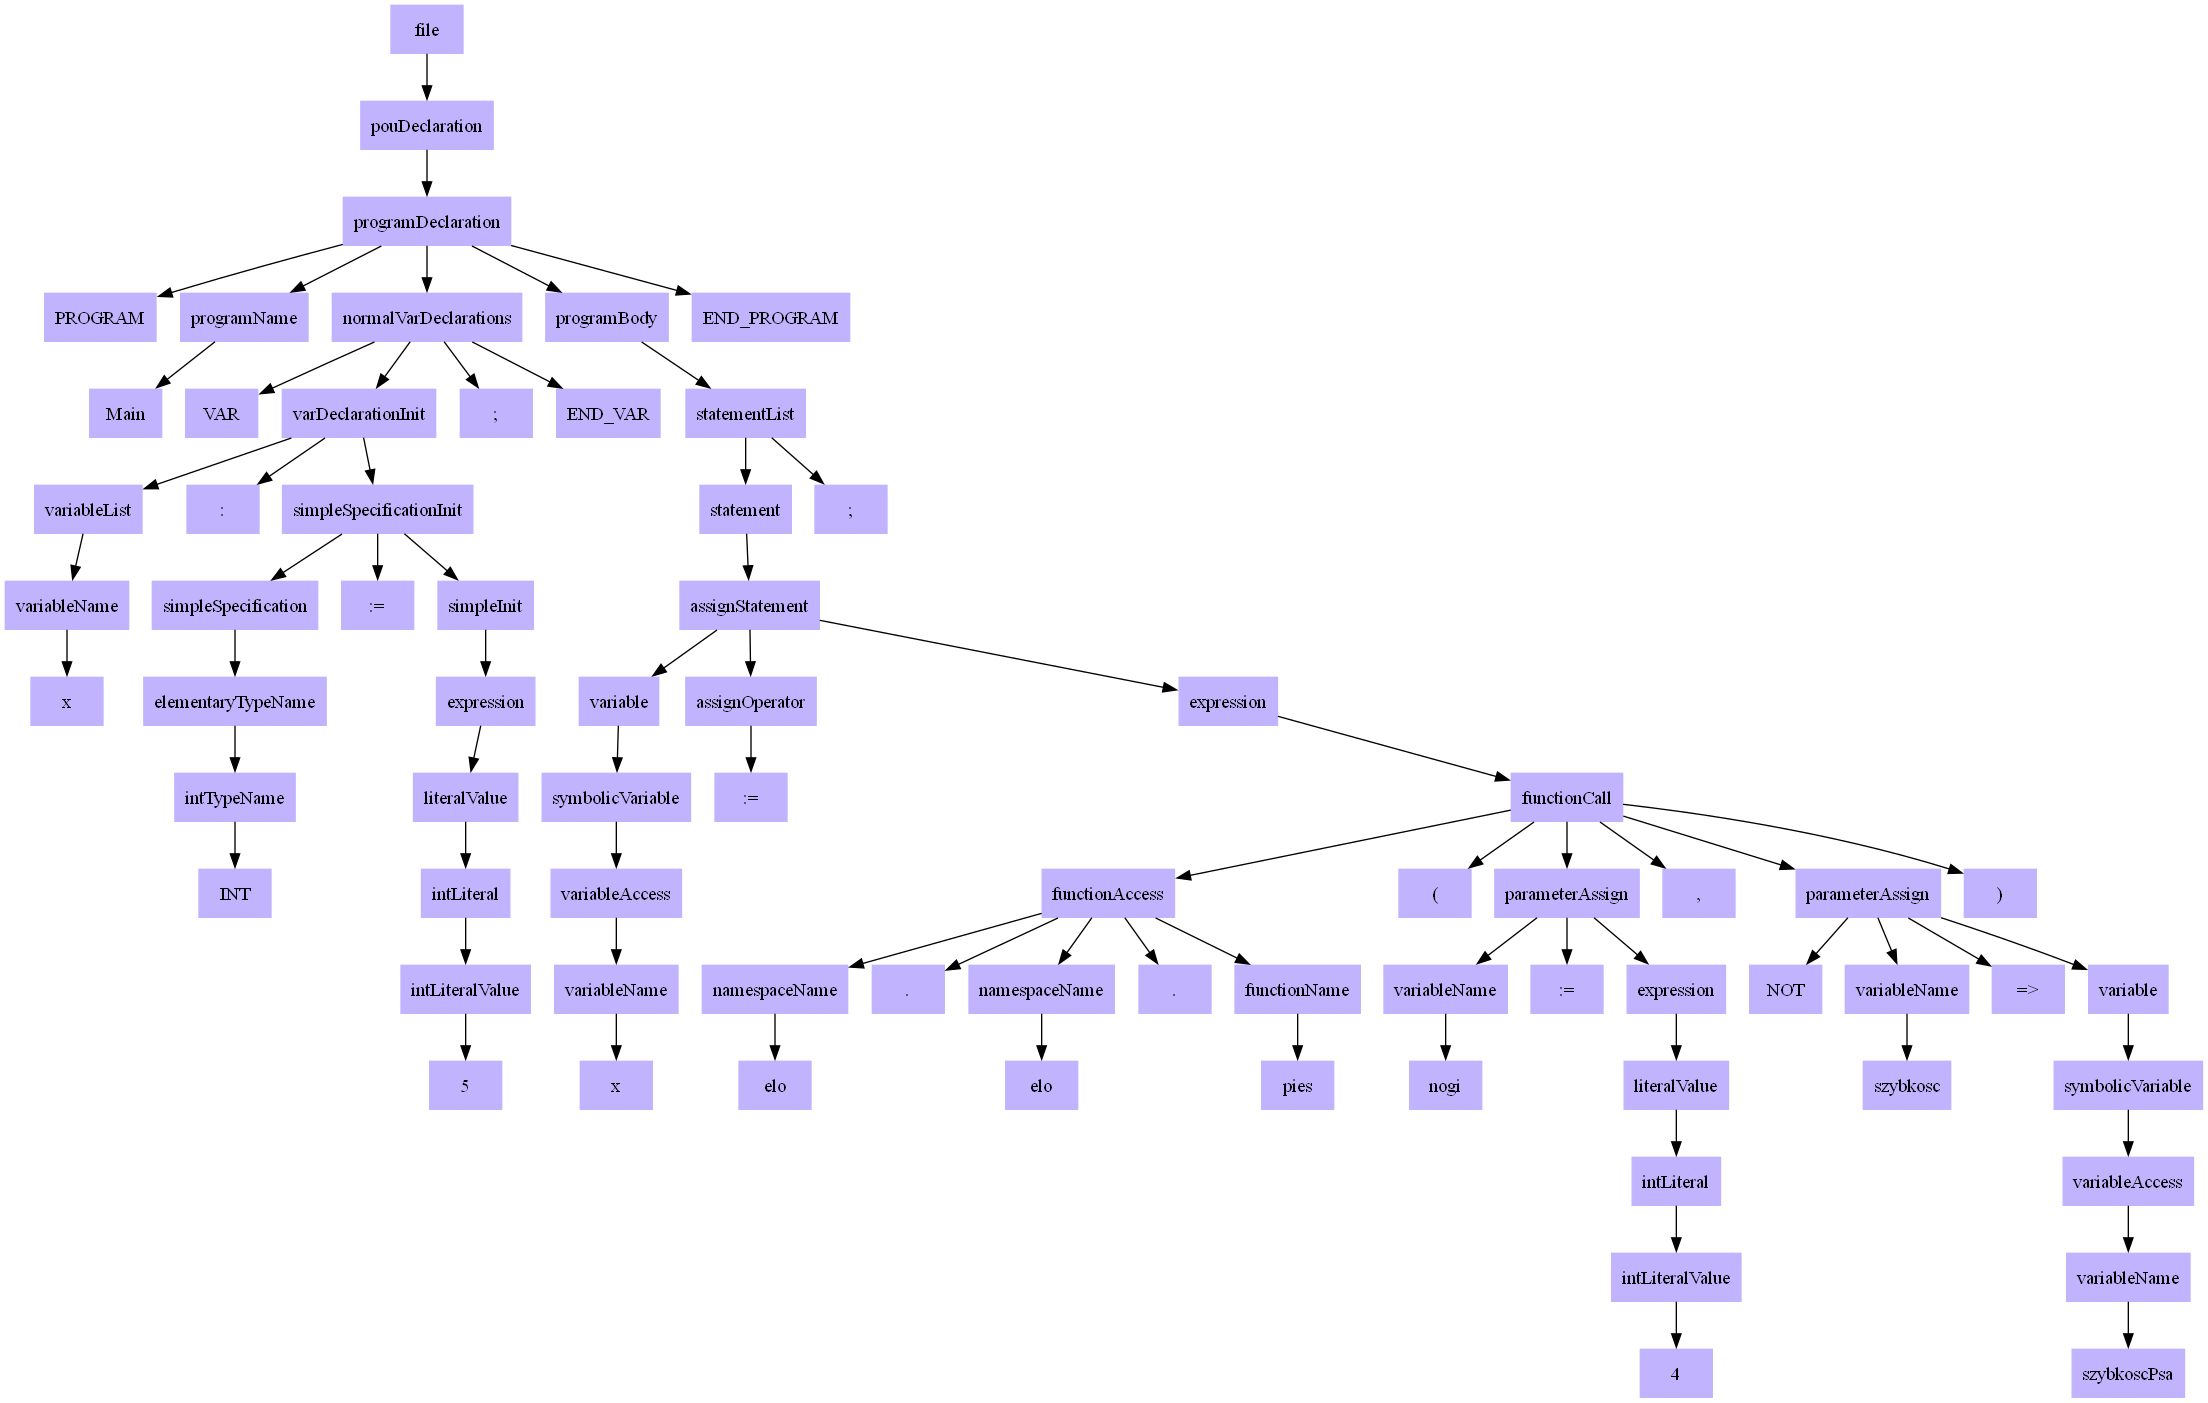 file
pouDeclaration
programDeclaration
PROGRAM programName normalVarDeclarations programBody END_PROGRAM
Main VAR varDeclarationInit ; END_VAR statementList
variableList : simpleSpecificationInit statement ;
variableName simpleSpecification := simpleInit assignStatement
x elementaryTypeName expression variable assignOperator expression
intTypeName literalValue symbolicVariable := functionCall
INT intLiteral variableAccess functionAccess ( parameterAssign , parameterAssign )
intLiteralValue variableName namespaceName . namespaceName . functionName variableName := expression NOT variableName => variable
5 x elo elo pies nogi literalValue szybkosc symbolicVariable
intLiteral variableAccess
intLiteralValue variableName
4 szybkoscPsa